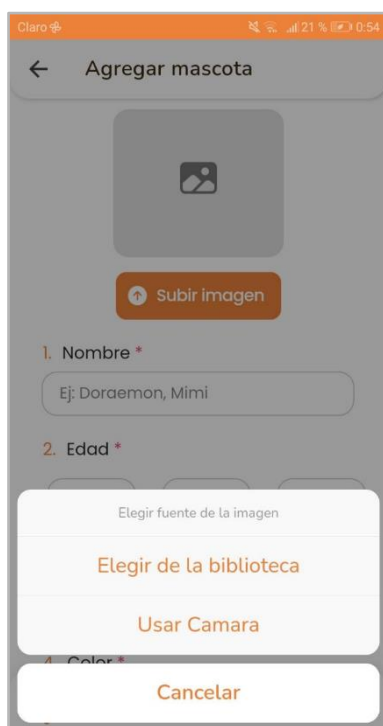 Claro
21 % 0:54
Agregar mascota
Subir imagen
1. Nombre *
Ej: Doraemon, Mimi
2. Edad *
Elegir fuente de la imagen
Elegir de la biblioteca
Usar Camara
4. Color *
Cancelar